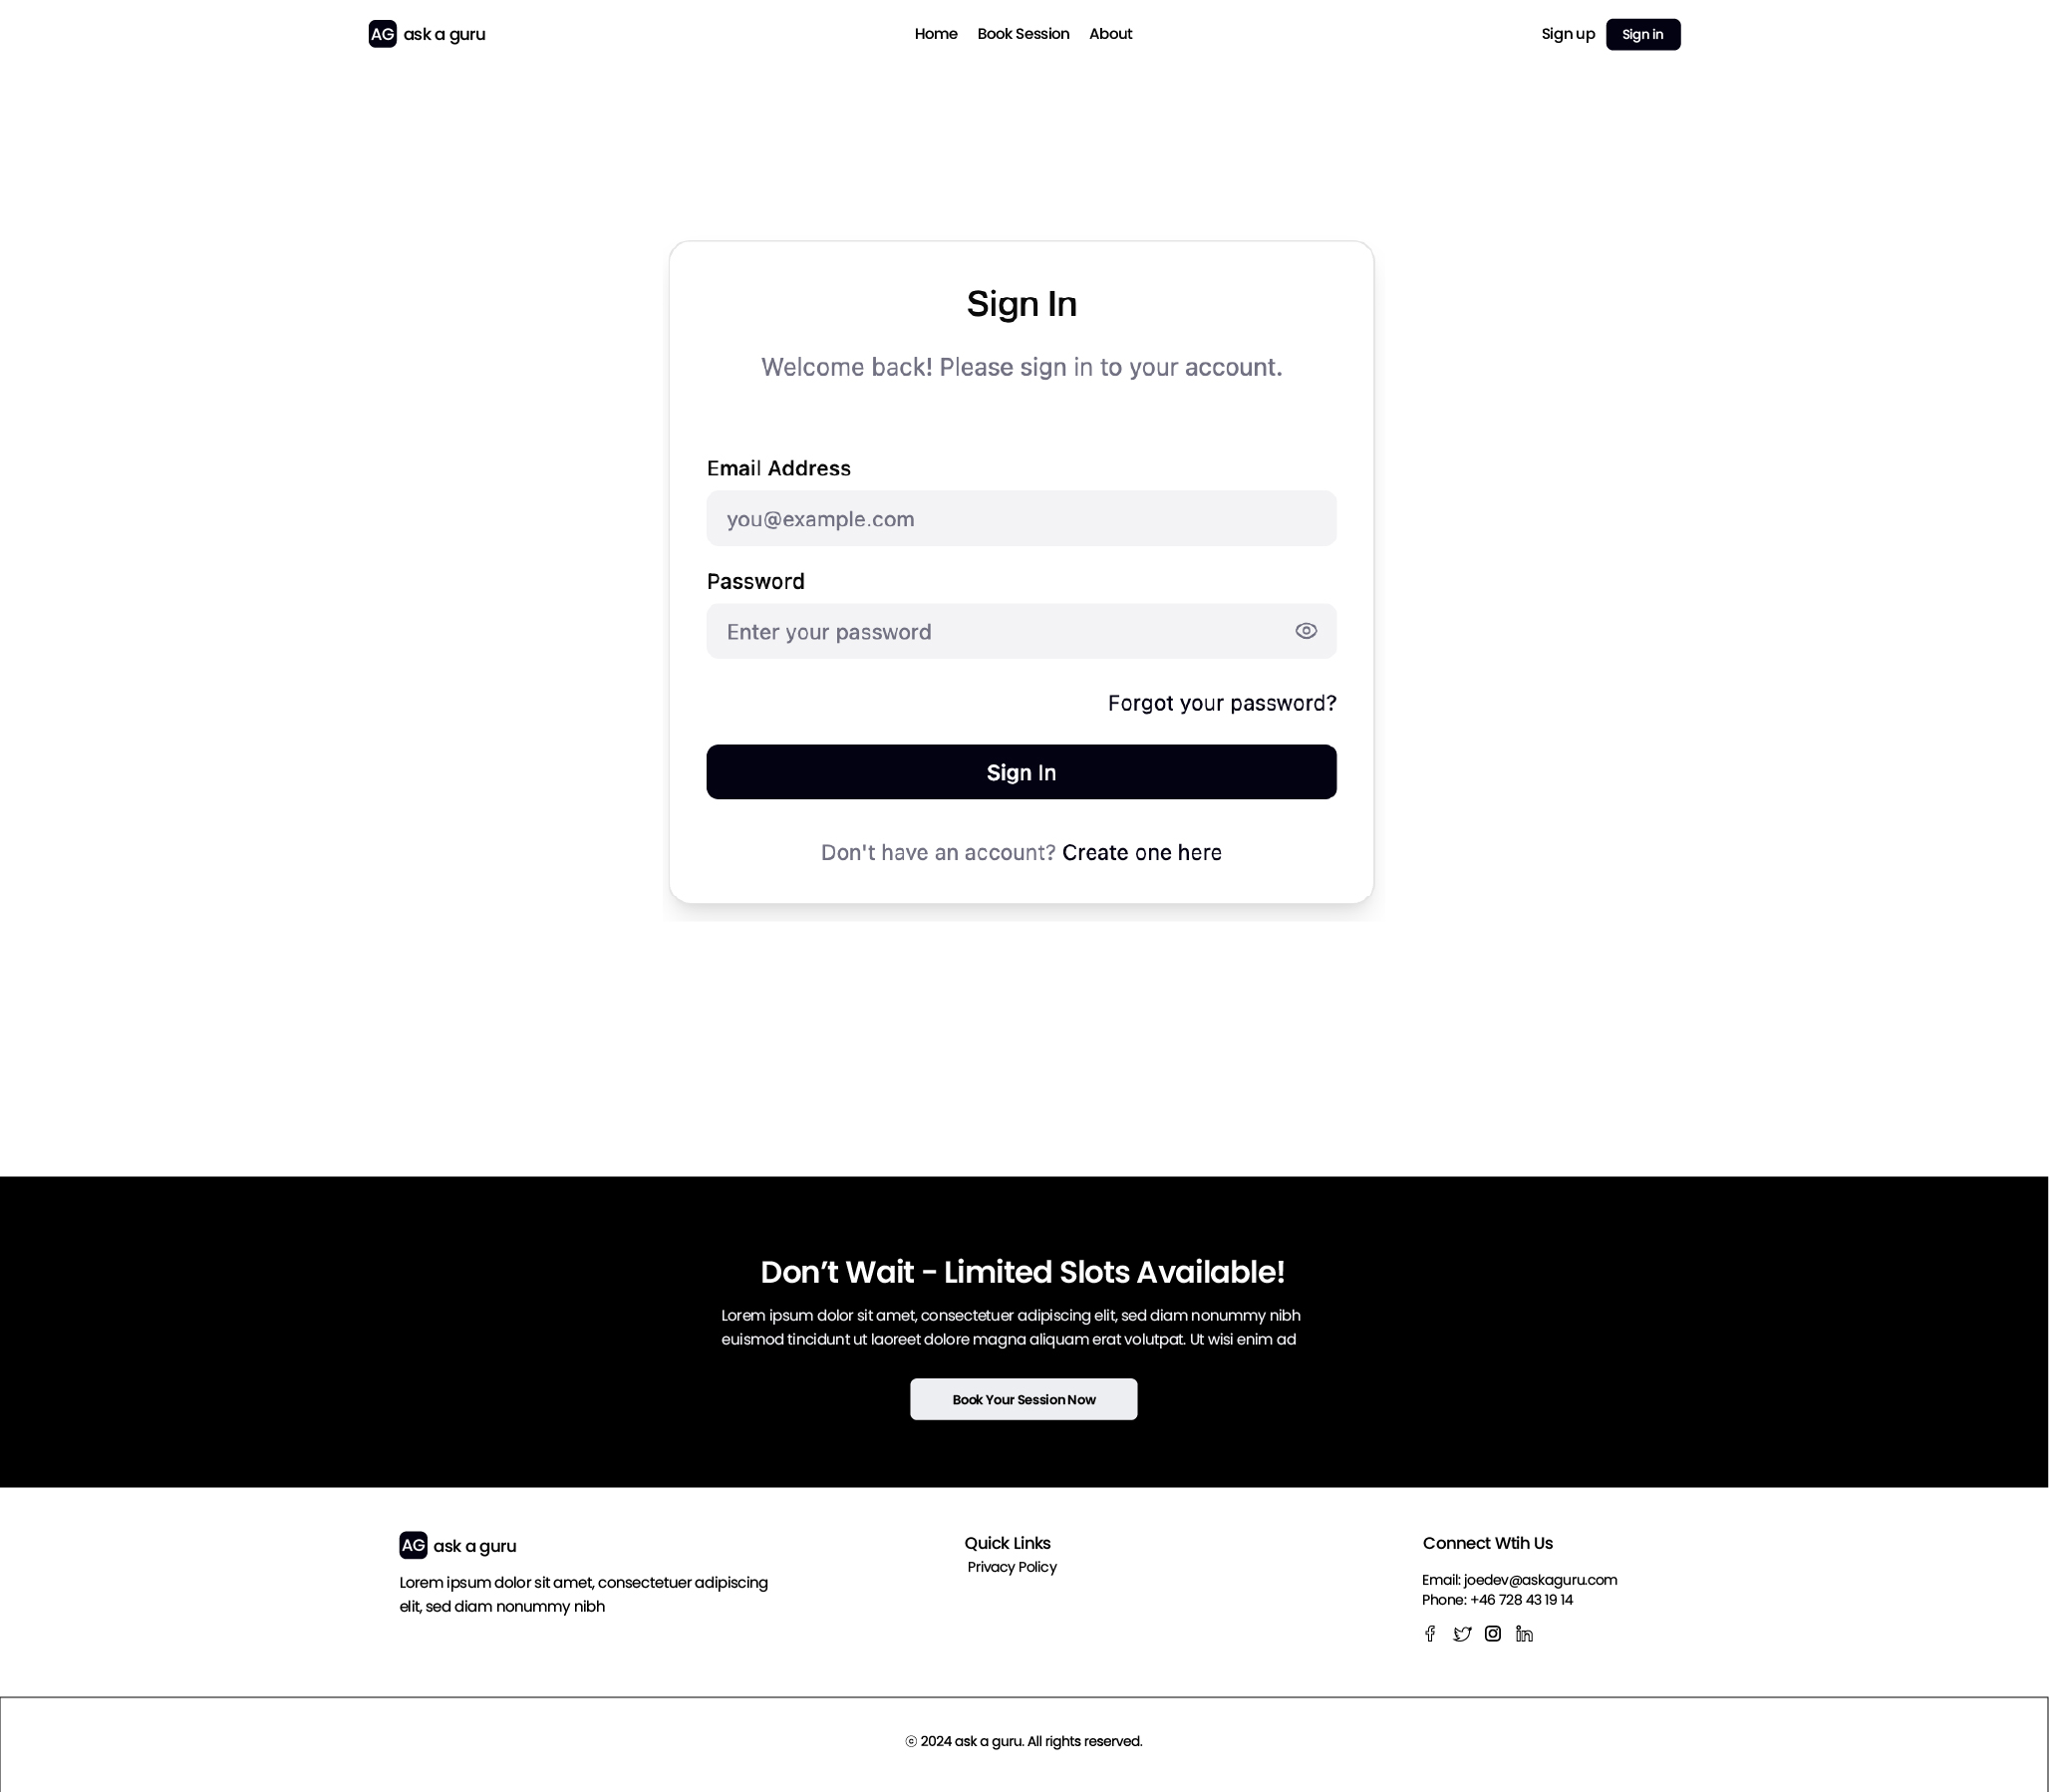 AG ask a guru
Home Book Session About
Sign up Sign in
Sign In
Welcome back! Please sign in to your account.
Email Address
you@example.com
Password
Enter your password
Forgot your password?
Sign In
Don't have an account? Create one here
Don’t Wait - Limited Slots Available!
Lorem ipsum dolor sit amet, consectetuer adipiscing elit, sed diam nonummy nibh
euismod tincidunt ut laoreet dolore magna aliquam erat volutpat. Ut wisi enim ad
Book Your Session Now
AG ask a guru
Lorem ipsum dolor sit amet, consectetuer adipiscing
elit, sed diam nonummy nibh
Quick Links
Privacy Policy
Connect Wtih Us
Email: joedev@askaguru.com
Phone: +46 728 43 19 14
© 2024 ask a guru. All rights reserved.